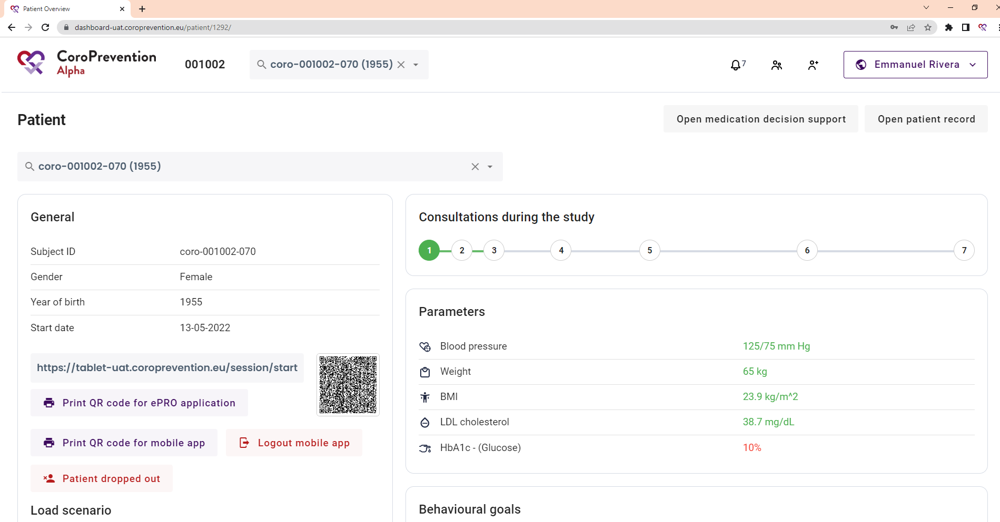 Patient Overview
dashboard-uat.coroprevention.eu/patient/1292/
CoroPrevention
Alpha
001002
coro-001002-070 (1955)
7
Emmanuel Rivera
Patient
Open medication decision support
Open patient record
coro-001002-070 (1955)
General
Subject ID coro-001002-070
Gender Female
Year of birth 1955
Start date 13-05-2022
https://tablet-uat.coroprevention.eu/session/start
Print QR code for ePRO application
Print QR code for mobile app
Logout mobile app
Patient dropped out
Load scenario
Consultations during the study
1 2 3 4 5 6 7
Parameters
Blood pressure 125/75 mm Hg
Weight 65 kg
BMI 23.9 kg/m^2
LDL cholesterol 38.7 mg/dL
HbA1c - (Glucose) 10%
Behavioural goals